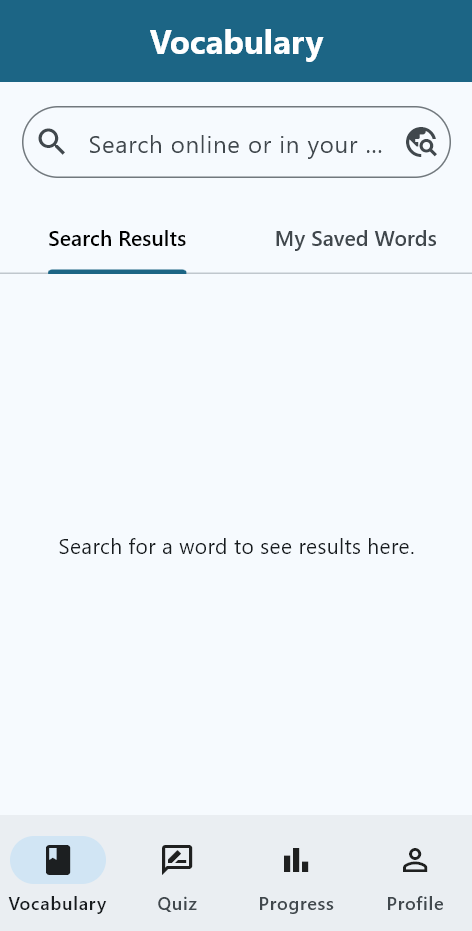 Vocabulary
Search online or in your ...
Search Results
My Saved Words
Search for a word to see results here.
Vocabulary
Quiz
Progress
Profile